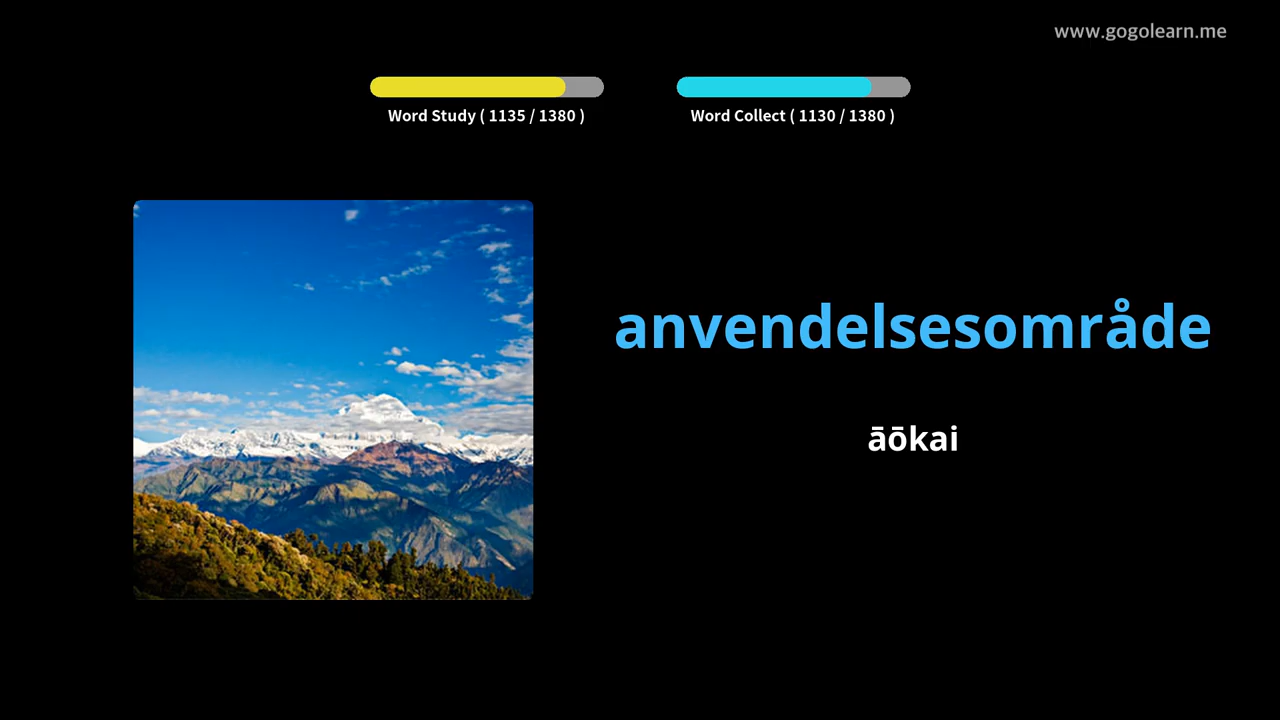 www.gogolearn.me
Word Study ( 1135 / 1380 )
Word Collect ( 1130 / 1380 )
anvendelsesområde
āōkai